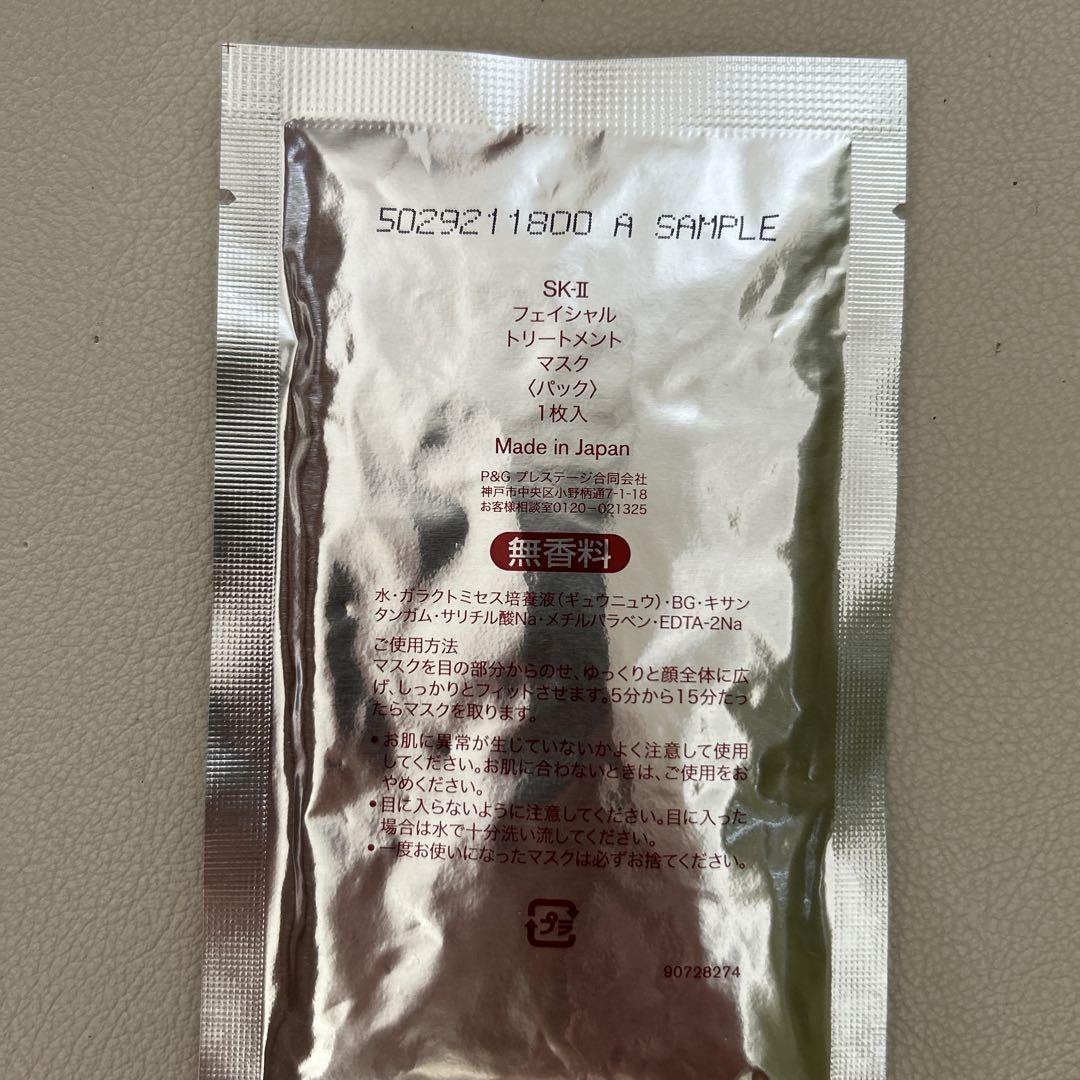 5029211800 A SAMPLE
SK-II
フェイシャル
トリートメント
マスク
〈パック〉
1枚入
Made in Japan
P&G プレステージ合同会社
神戸市中央区小野柄通7-1-18
お客様相談室0120-021325
無香料
水・ガラクトミセス培養液(ギュウニュウ)・BG・キサン
タンガム・サリチル酸Na・メチルパラベン・EDTA-2Na
ご使用方法
マスクを目の部分からのせ、ゆっくりと顔全体に広
げ、しっかりとフィットさせます。5分から15分たっ
たらマスクを取ります。
•お肌に異常が生じていないかよく注意して使用
してください。お肌に合わないときは、ご使用をお
やめください。
•目に入らないように注意してください。目に入った
場合は水で十分洗い流してください。
•一度お使いになったマスクは必ずお捨てください。
プラ
90728274